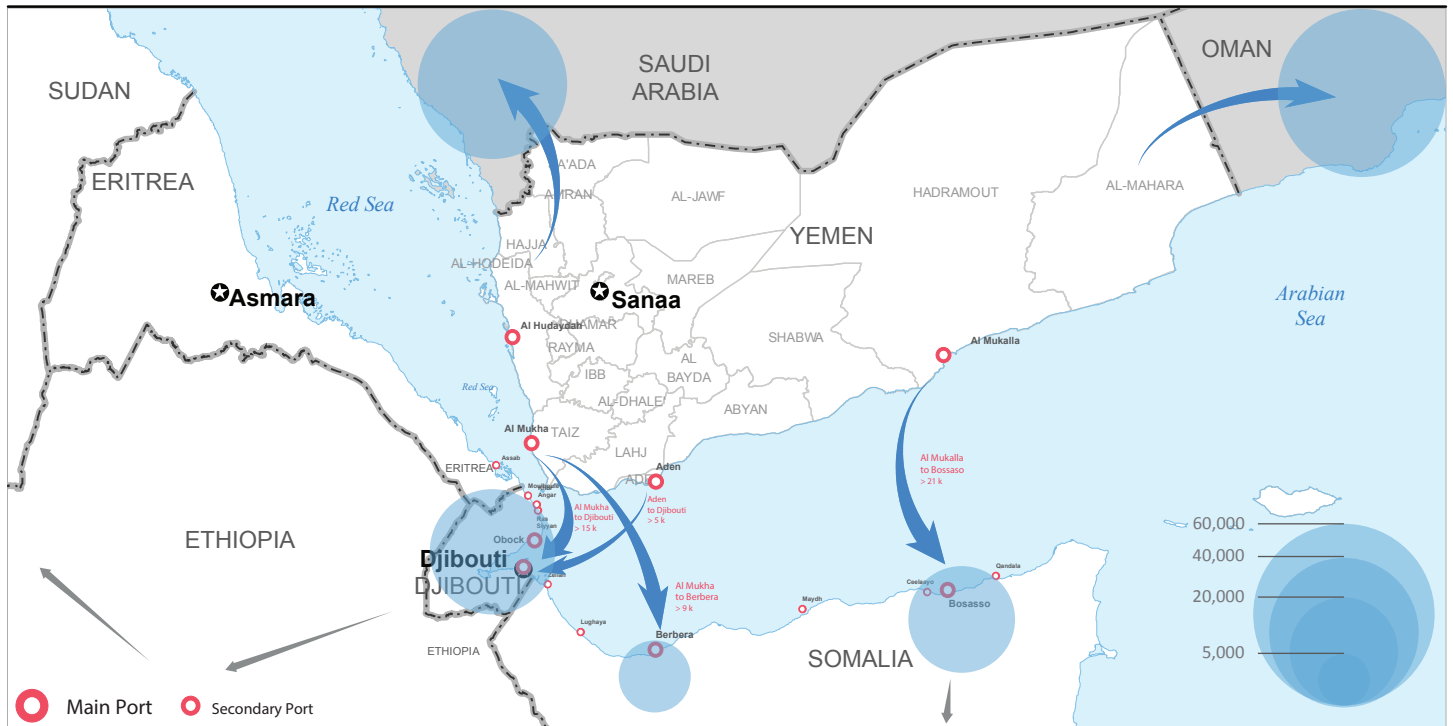 SUDAN
SAUDI
ARABIA
OMAN
ERITREA
SA'ADA
AMRAN
AL-JAWF
HADRAMOUT
AL-MAHARA
Red Sea
YEMEN
HAJJA
AL-HODEIDA
AL-MAHWIT
MAREB
Asmara
Sanaa
Arabian
Sea
Al Hudaydah
DHAMAR
RAYMA
SHABWA
Al Mukalla
IBB
AL
BAYDA
Red Sea
AL-DHALE'
ABYAN
Al Mukha
TAIZ
LAHJ
Assab
ERITREA
Aden
Al Mukalla
to Bossaso
> 21 k
Angar
Siyyan
Al Mukha
to Djibouti
> 15 k
Aden
to Djibouti
> 5 k
Obock
ETHIOPIA
Djibouti
DJIBOUTI
Al Mukha
to Berbera
> 9 k
Qandala
Bosasso
Maydh
Lughaya
Berbera
ETHIOPIA
SOMALIA
60,000
40,000
20,000
5,000
Main Port
Secondary Port